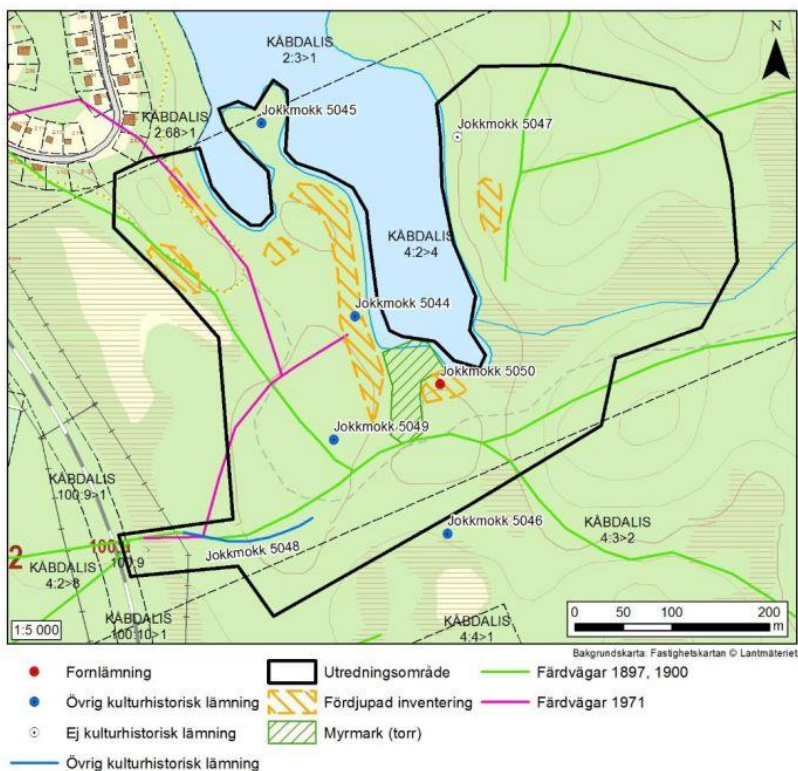 N
KÅBDALIS
2:3>1
Jokkmokk 5045
KÅBDALIS
2:68>1
Jokkmokk 5047
KÅBDALIS
4:2>4
Jokkmokk 5044
Jokkmokk 5050
Jokkmokk 5049
KÅBDALIS
100:9>1
Jokkmokk 5046
KÅBDALIS
4:3>2
Jokkmokk 5048
100.9
2
KÅBDALIS
4:2>8
KÅBDALIS
100:10>1
KÅBDALIS
4:4>1
1:5 000
0 50 100 200
m
Bakgrundskarta: Fastighetskartan © Lantmäteriet
Fornlämning
Utredningsområde
Färdvägar 1897, 1900
Övrig kulturhistorisk lämning
Fördjupad inventering
Färdvägar 1971
Ej kulturhistorisk lämning
Myrmark (torr)
Övrig kulturhistorisk lämning